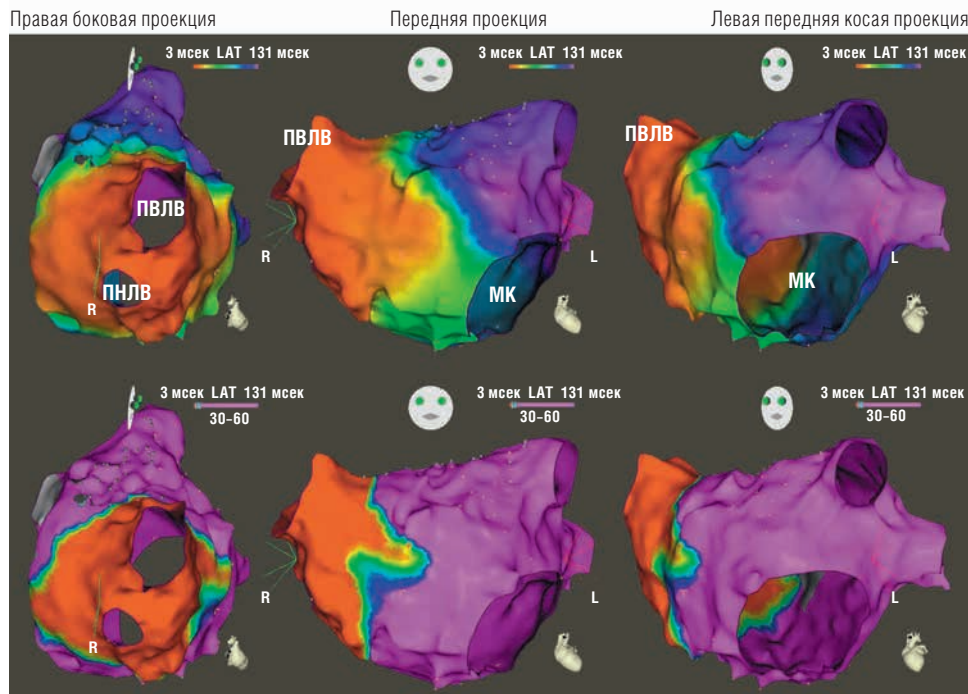 Правая боковая проекция Передняя проекция Левая передняя косая проекция
3 мсек LAT 131 мсек 3 мсек LAT 131 мсек 3 мсек LAT 131 мсек
ПВЛВ ПВЛВ
ПВЛВ
R L L
ПНЛВ МК МК
R
3 мсек LAT 131 мсек 3 мсек LAT 131 мсек 3 мсек LAT 131 мсек
30–60 30–60
R L L
R